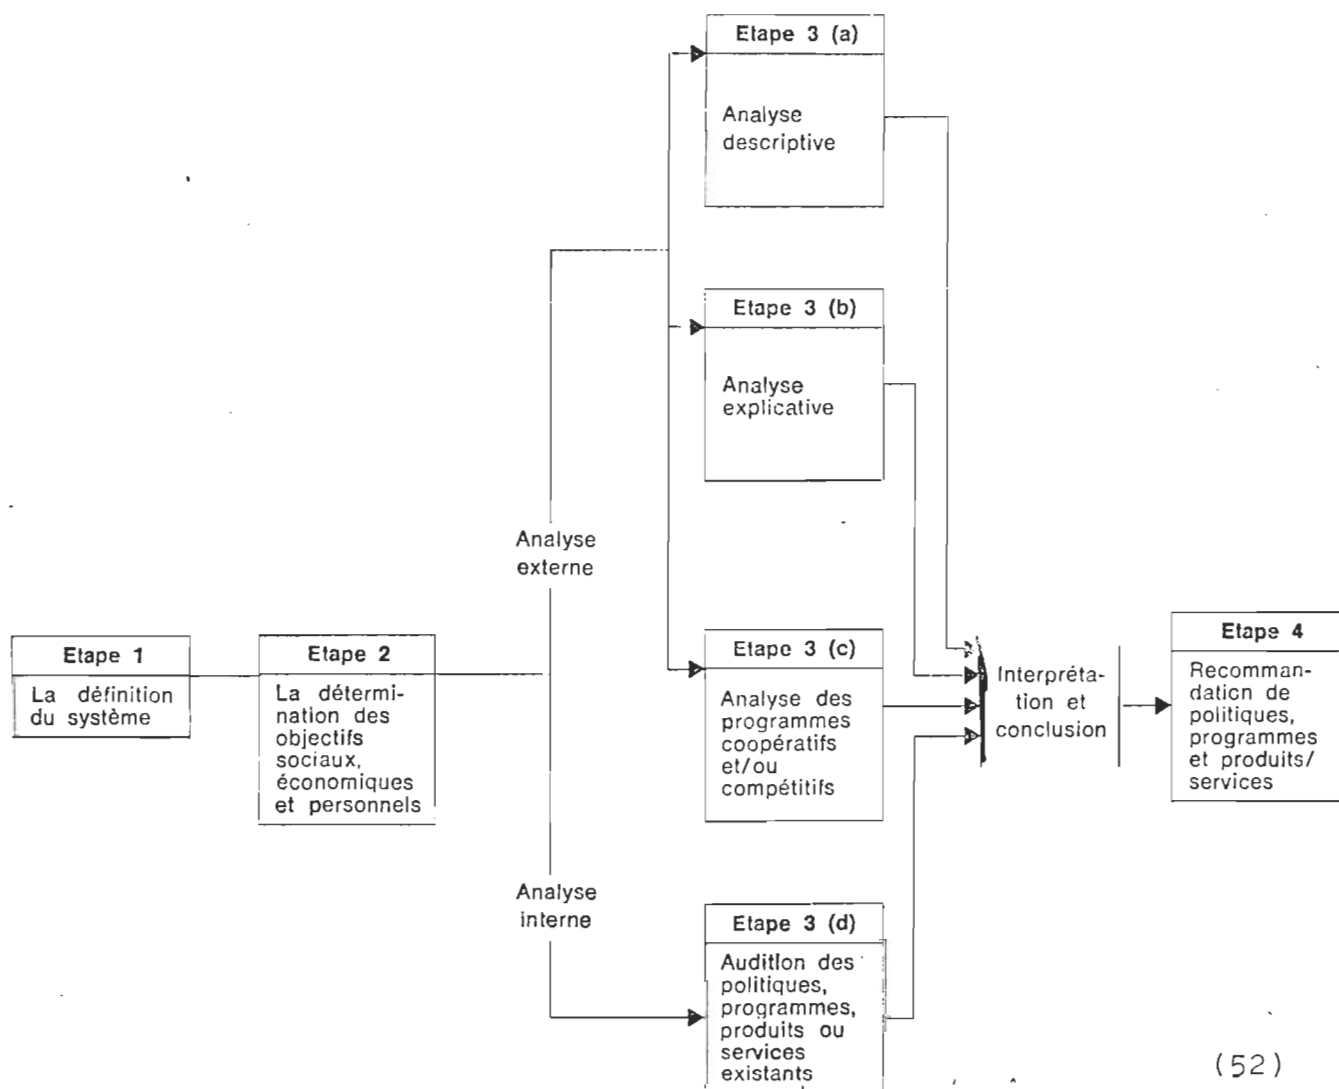 Etape 1
La définition
du système
Etape 2
La détermi-
nation des
objectifs
sociaux,
économiques
et personnels
Analyse
externe
Analyse
interne
Etape 3 (a)
Analyse
descriptive
Etape 3 (b)
Analyse
explicative
Etape 3 (c)
Analyse des
programmes
coopératifs
et/ou
compétitifs
Etape 3 (d)
Audition des
politiques,
programmes,
produits ou
services
existants
Interpréta-
tion et
conclusion
Etape 4
Recomman-
dation de
politiques,
programmes
et produits/
services
(52)